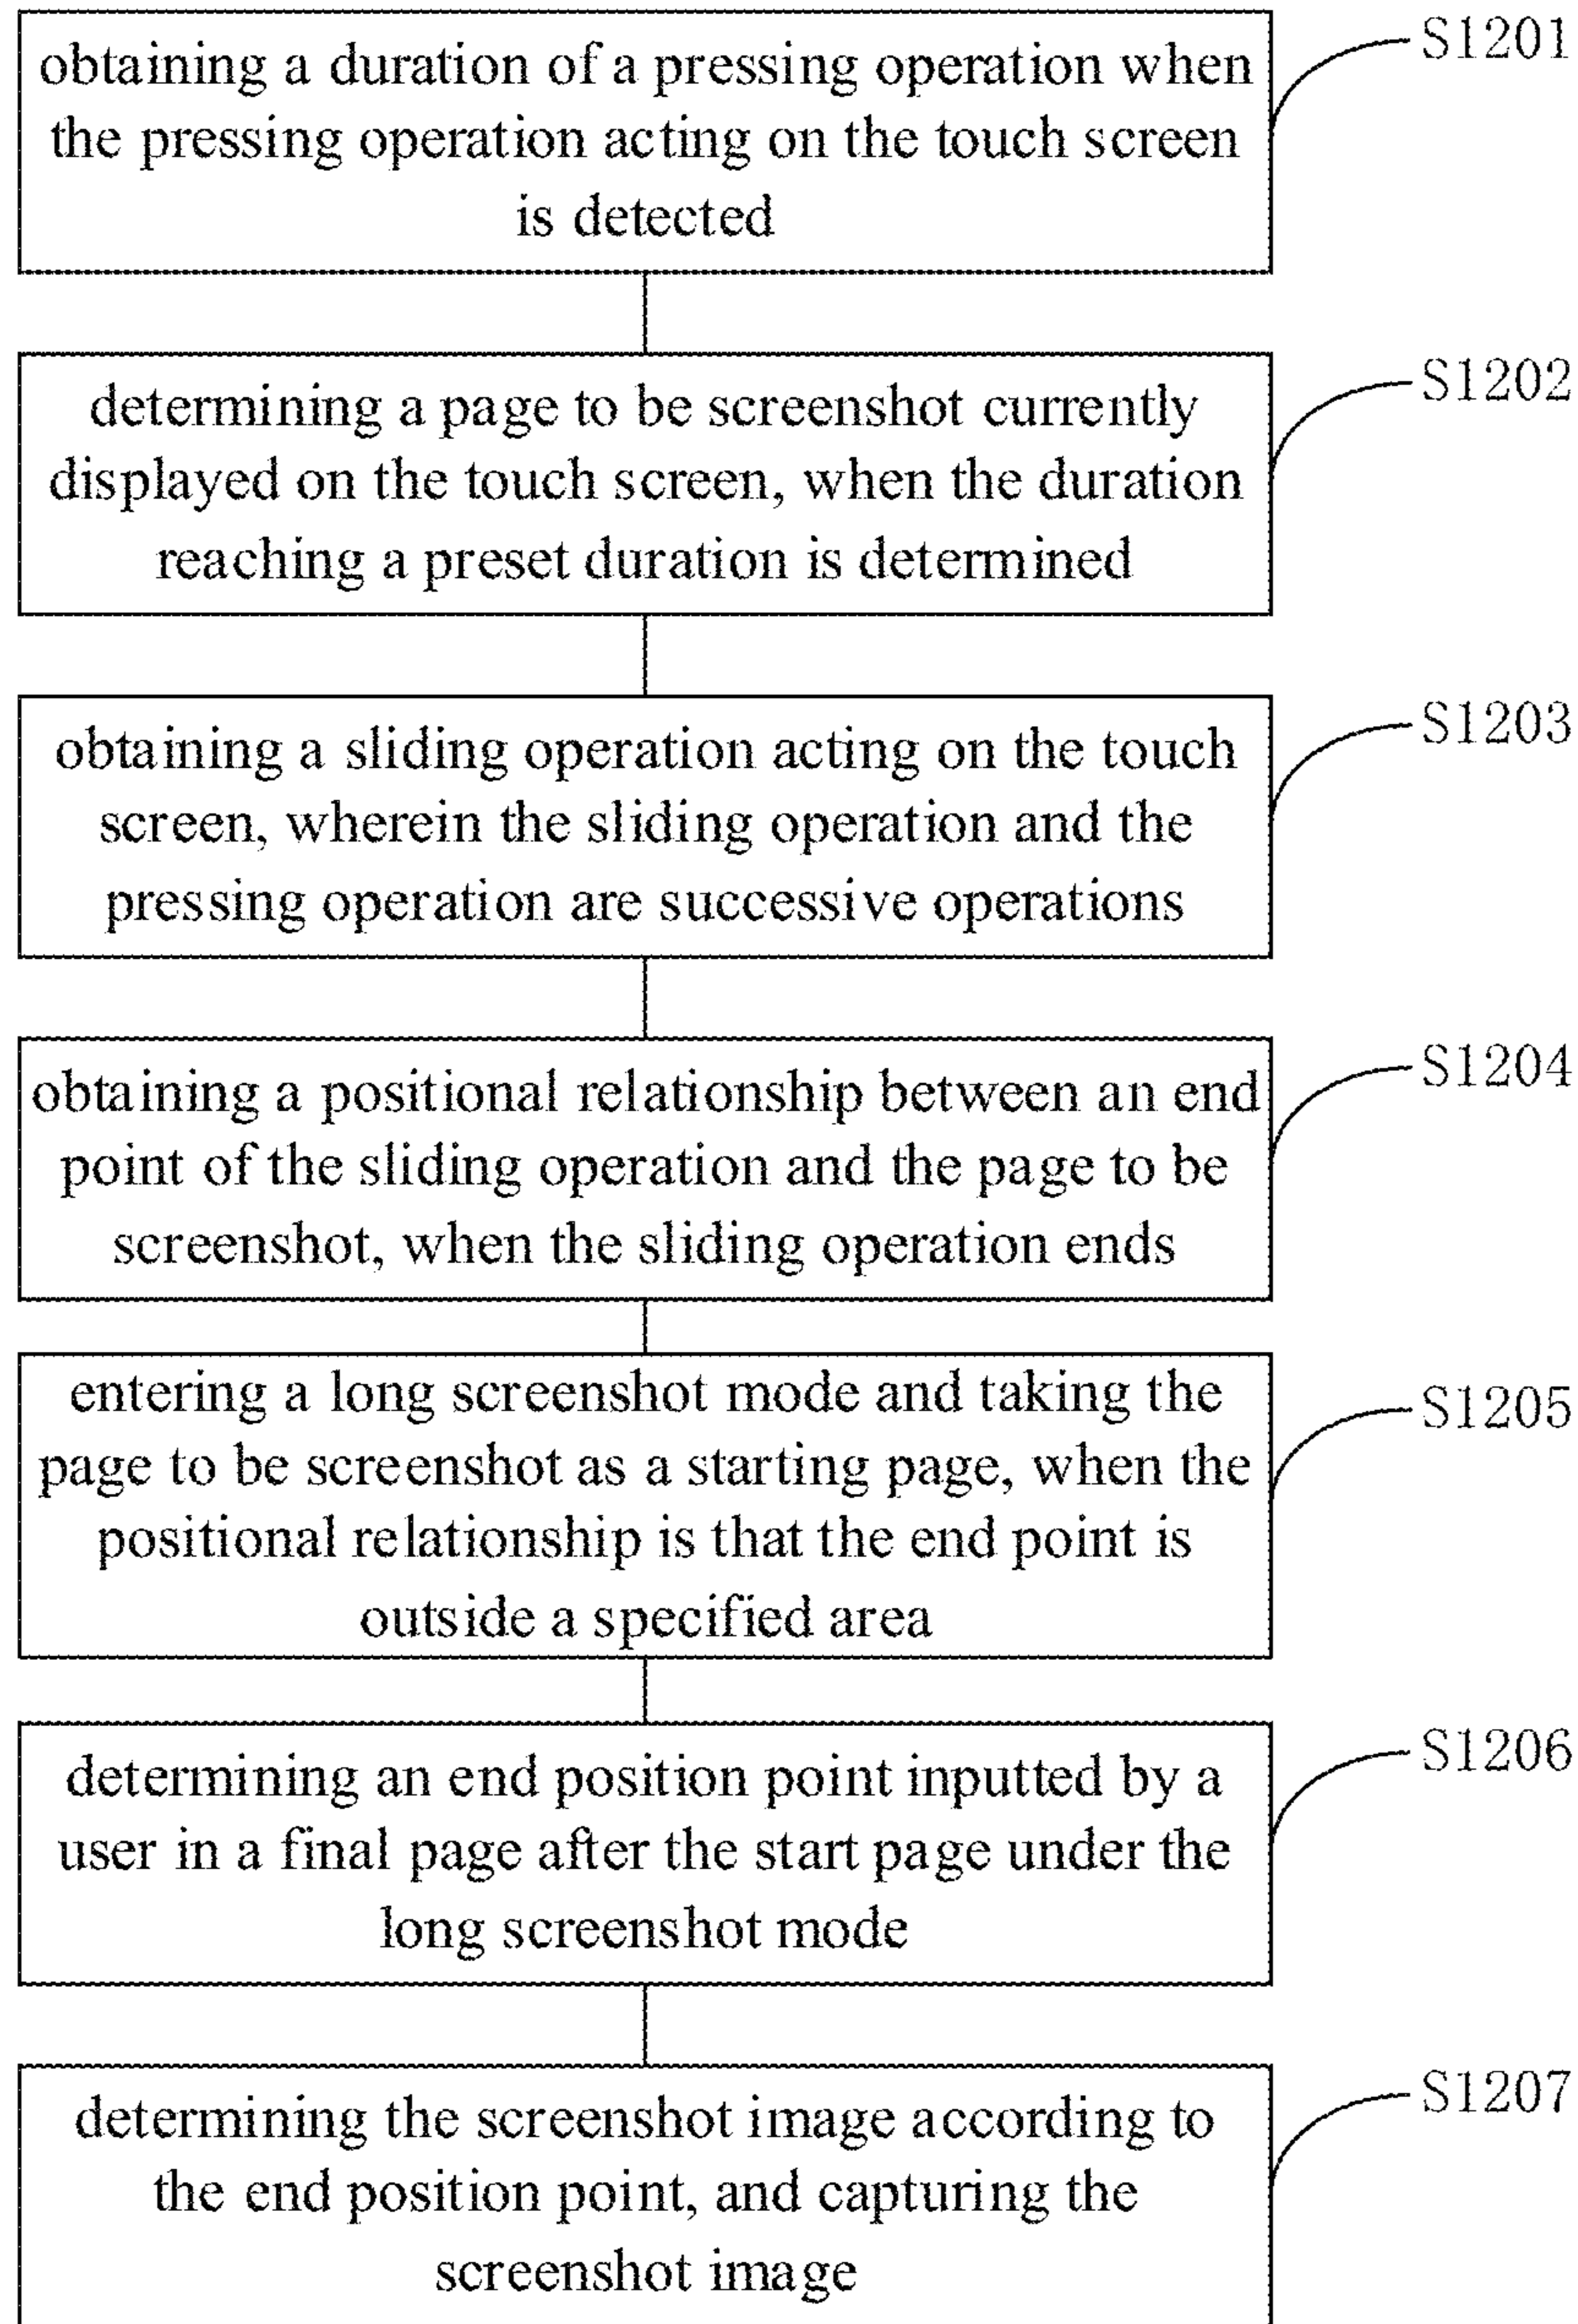 obtaining a duration of a pressing operation when
the pressing operation acting on the touch screen
is detected
S1201
determining a page to be screenshot currently
displayed on the touch screen, when the duration
reaching a preset duration is determined
S1202
obtaining a sliding operation acting on the touch
screen, wherein the sliding operation and the
pressing operation are successive operations
S1203
obtaining a positional relationship between an end
point of the sliding operation and the page to be
screenshot, when the sliding operation ends
S1204
entering a long screenshot mode and taking the
page to be screenshot as a starting page, when the
positional relationship is that the end point is
outside a specified area
S1205
determining an end position point inputted by a
user in a final page after the start page under the
long screenshot mode
S1206
determining the screenshot image according to
the end position point, and capturing the
screenshot image
S1207